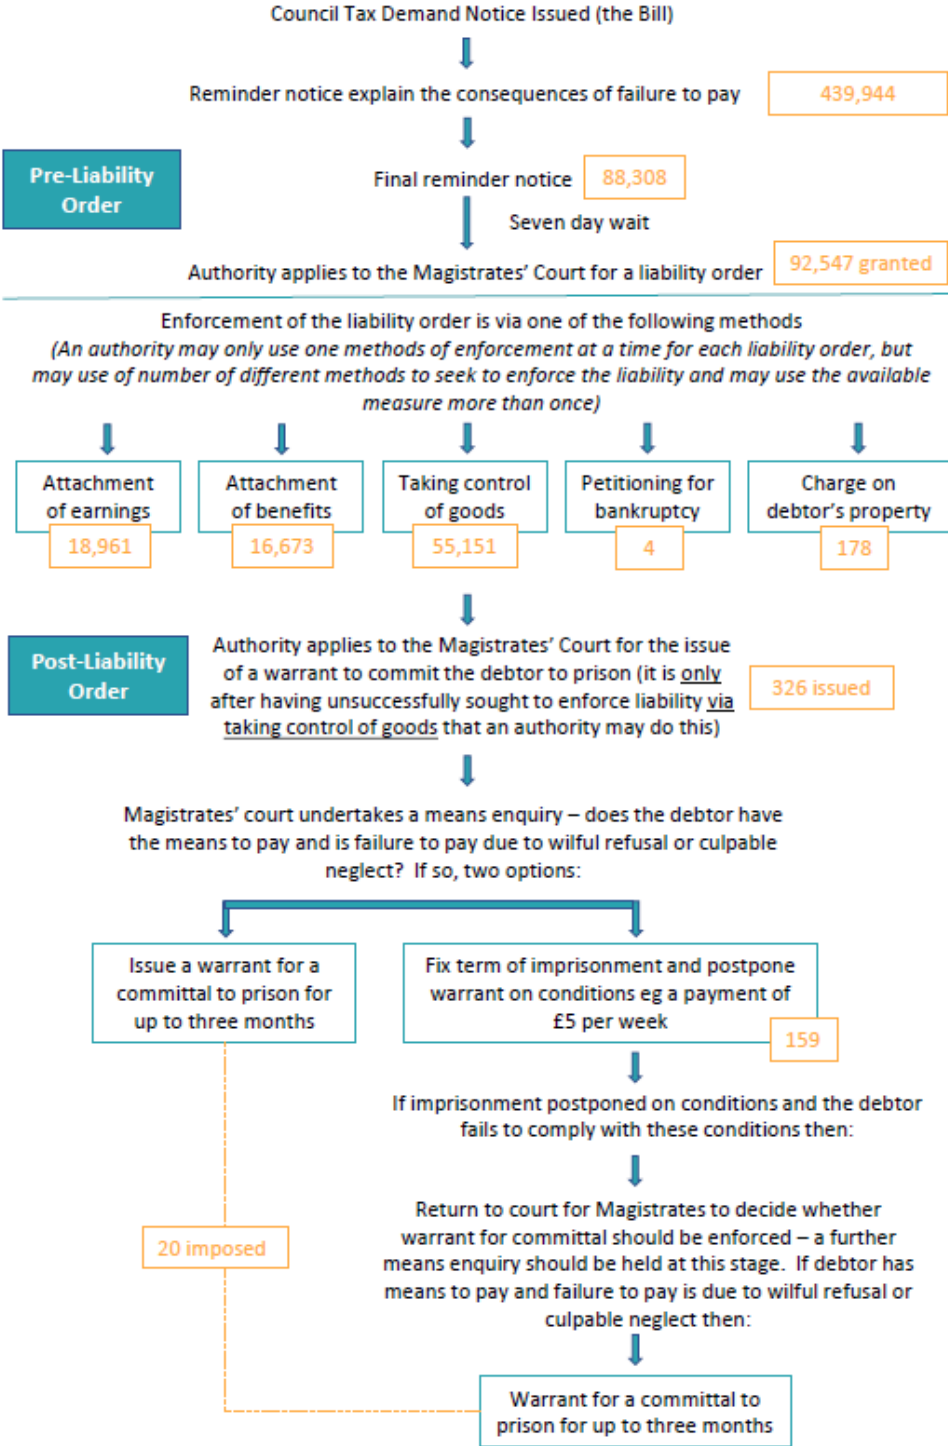 Council Tax Demand Notice Issued (the Bill)
Reminder notice explain the consequences of failure to pay
439,944
Pre-Liability
Order
Final reminder notice
88,308
Seven day wait
Authority applies to the Magistrates' Court for a liability order
92,547 granted
Enforcement of the liability order is via one of the following methods
(An authority may only use one methods of enforcement at a time for each liability order, but
may use of number of different methods to seek to enforce the liability and may use the available
measure more than once)
Attachment
of earnings
18,961
Attachment
of benefits
16,673
Taking control
of goods
55,151
Petitioning for
bankruptcy
4
Charge on
debtor's property
178
Post-Liability
Order
Authority applies to the Magistrates' Court for the issue
of a warrant to commit the debtor to prison (it is only
after having unsuccessfully sought to enforce liability via
taking control of goods that an authority may do this)
326 issued
Magistrates' court undertakes a means enquiry – does the debtor have
the means to pay and is failure to pay due to wilful refusal or culpable
neglect? If so, two options:
Issue a warrant for a
committal to prison for
up to three months
Fix term of imprisonment and postpone
warrant on conditions eg a payment of
£5 per week
159
If imprisonment postponed on conditions and the debtor
fails to comply with these conditions then:
Return to court for Magistrates to decide whether
warrant for committal should be enforced – a further
means enquiry should be held at this stage. If debtor has
means to pay and failure to pay is due to wilful refusal or
culpable neglect then:
20 imposed
Warrant for a committal to
prison for up to three months